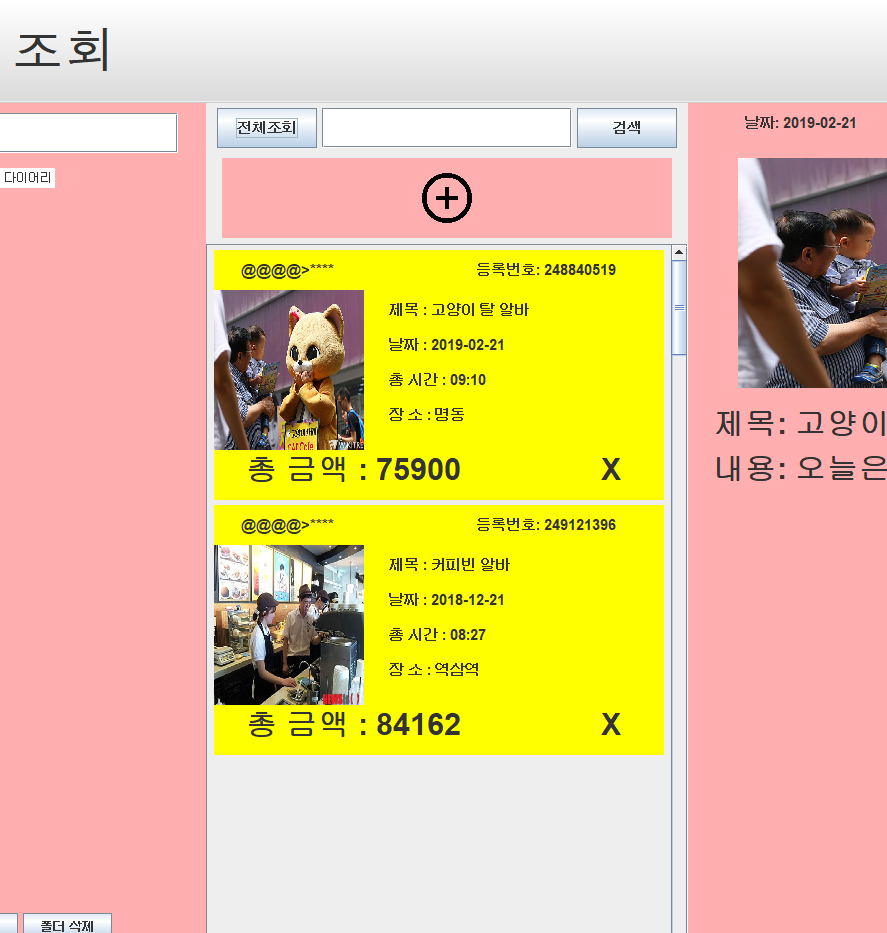 조회
전체조회
검색
다이어리
@@@@>****
등록번호: 248840519
제목 : 고양이 탈 알바
날짜 : 2019-02-21
총 시간 : 09:10
장 소 : 명동
총 금액 : 75900
X
@@@@>****
등록번호: 249121396
제목 : 커피빈 알바
날짜 : 2018-12-21
총 시간 : 08:27
장 소 : 역삼역
총 금액 : 84162
X
폴더 삭제
날짜: 2019-02-21
제목: 고양이
내용: 오늘은